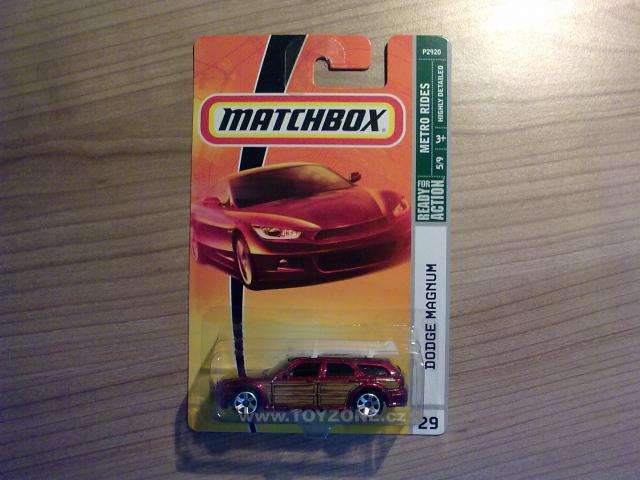 MATCHBOX
P2920
METRO RIDES
HIGHLY DETAILED
3+
5/9
READY FOR ACTION
DODGE MAGNUM
29
www.TOYZONE.cz